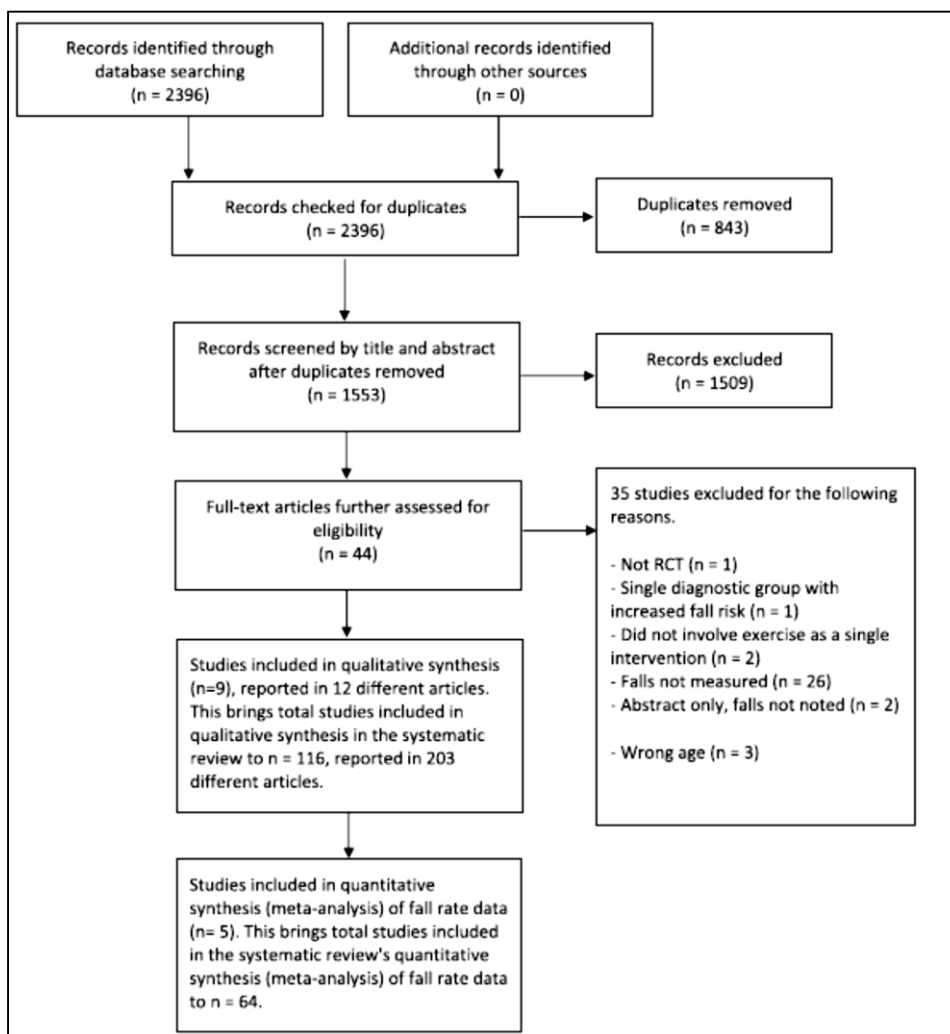 Records identified through
database searching
(n = 2396)
Additional records identified
through other sources
(n = 0)
Records checked for duplicates
(n = 2396)
Duplicates removed
(n = 843)
Records screened by title and abstract
after duplicates removed
(n = 1553)
Records excluded
(n = 1509)
Full-text articles further assessed for
eligibility
(n = 44)
35 studies excluded for the following
reasons.
- Not RCT (n = 1)
- Single diagnostic group with
increased fall risk (n = 1)
- Did not involve exercise as a single
intervention (n = 2)
- Falls not measured (n = 26)
- Abstract only, falls not noted (n = 2)
- Wrong age (n = 3)
Studies included in qualitative synthesis
(n=9), reported in 12 different articles.
This brings total studies included in
qualitative synthesis in the systematic
review to n = 116, reported in 203
different articles.
Studies included in quantitative
synthesis (meta-analysis) of fall rate data
(n= 5). This brings total studies included
in the systematic review's quantitative
synthesis (meta-analysis) of fall rate data
to n = 64.